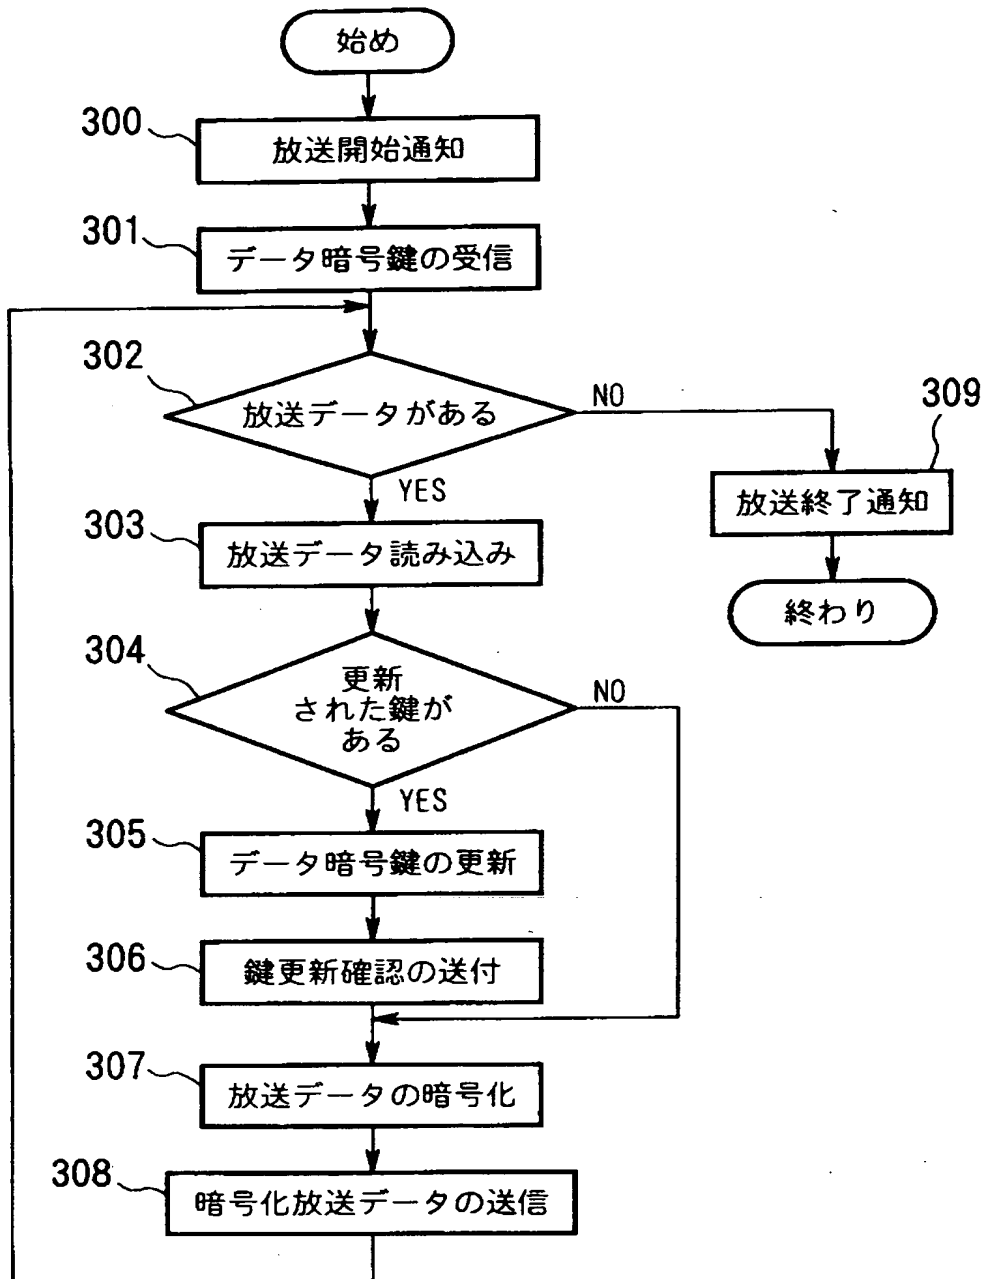 始め
300
放送開始通知
301
データ暗号鍵の受信
302
放送データがある
NO
309
放送終了通知
終わり
YES
303
放送データ読み込み
304
更新
された鍵が
ある
NO
YES
305
データ暗号鍵の更新
306
鍵更新確認の送付
307
放送データの暗号化
308
暗号化放送データの送信